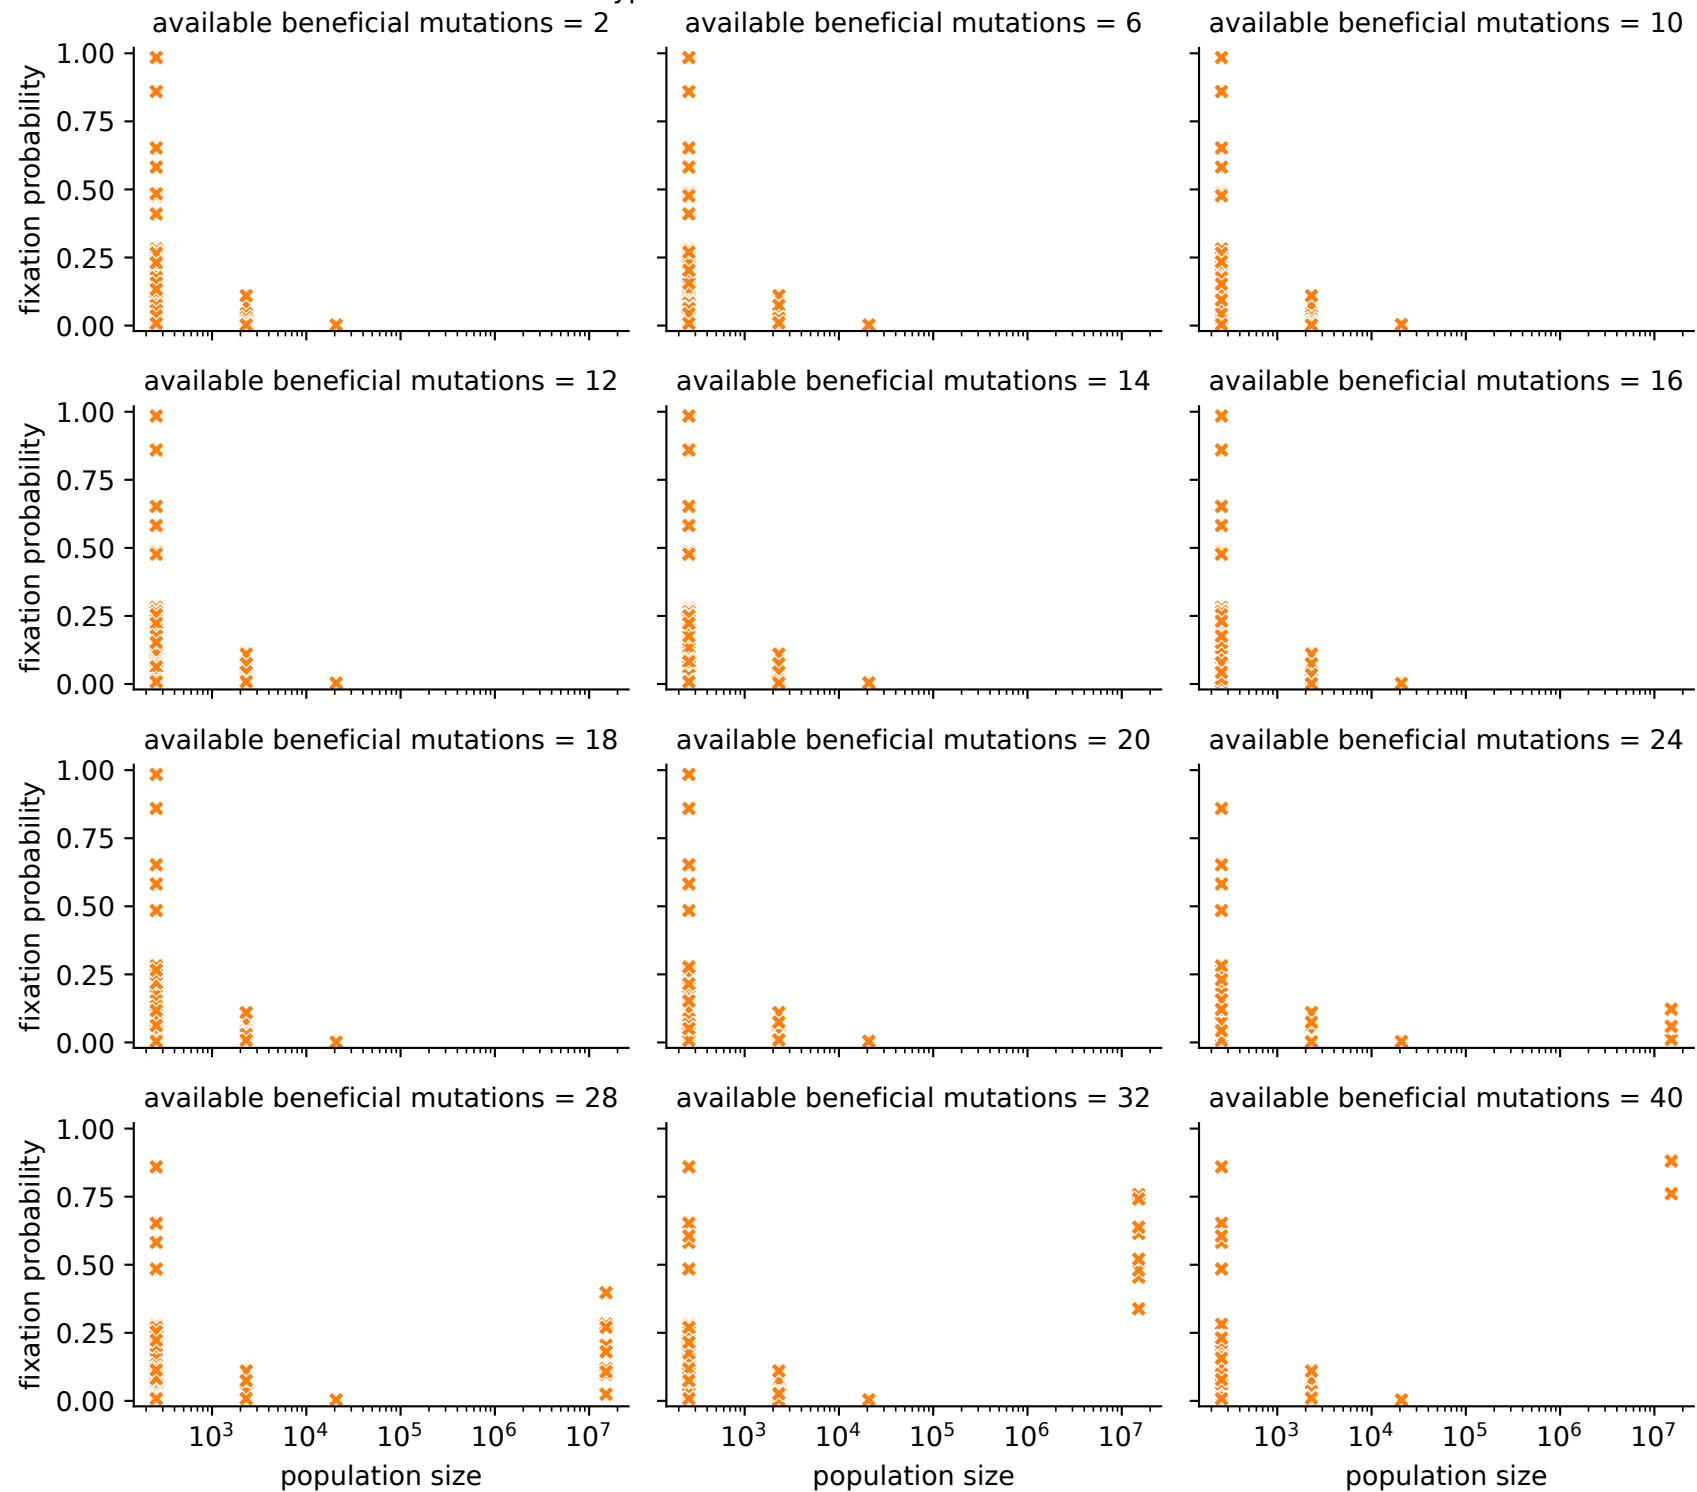 available beneficial mutations = 2
available beneficial mutations = 6
available beneficial mutations = 10
fixation probability
1.00
0.75
0.50
0.25
0.00
available beneficial mutations = 12
available beneficial mutations = 14
available beneficial mutations = 16
fixation probability
1.00
0.75
0.50
0.25
0.00
available beneficial mutations = 18
available beneficial mutations = 20
available beneficial mutations = 24
fixation probability
1.00
0.75
0.50
0.25
0.00
available beneficial mutations = 28
available beneficial mutations = 32
available beneficial mutations = 40
fixation probability
1.00
0.75
0.50
0.25
0.00
10³ 10⁴ 10⁵ 10⁶ 10⁷
10³ 10⁴ 10⁵ 10⁶ 10⁷
10³ 10⁴ 10⁵ 10⁶ 10⁷
population size
population size
population size